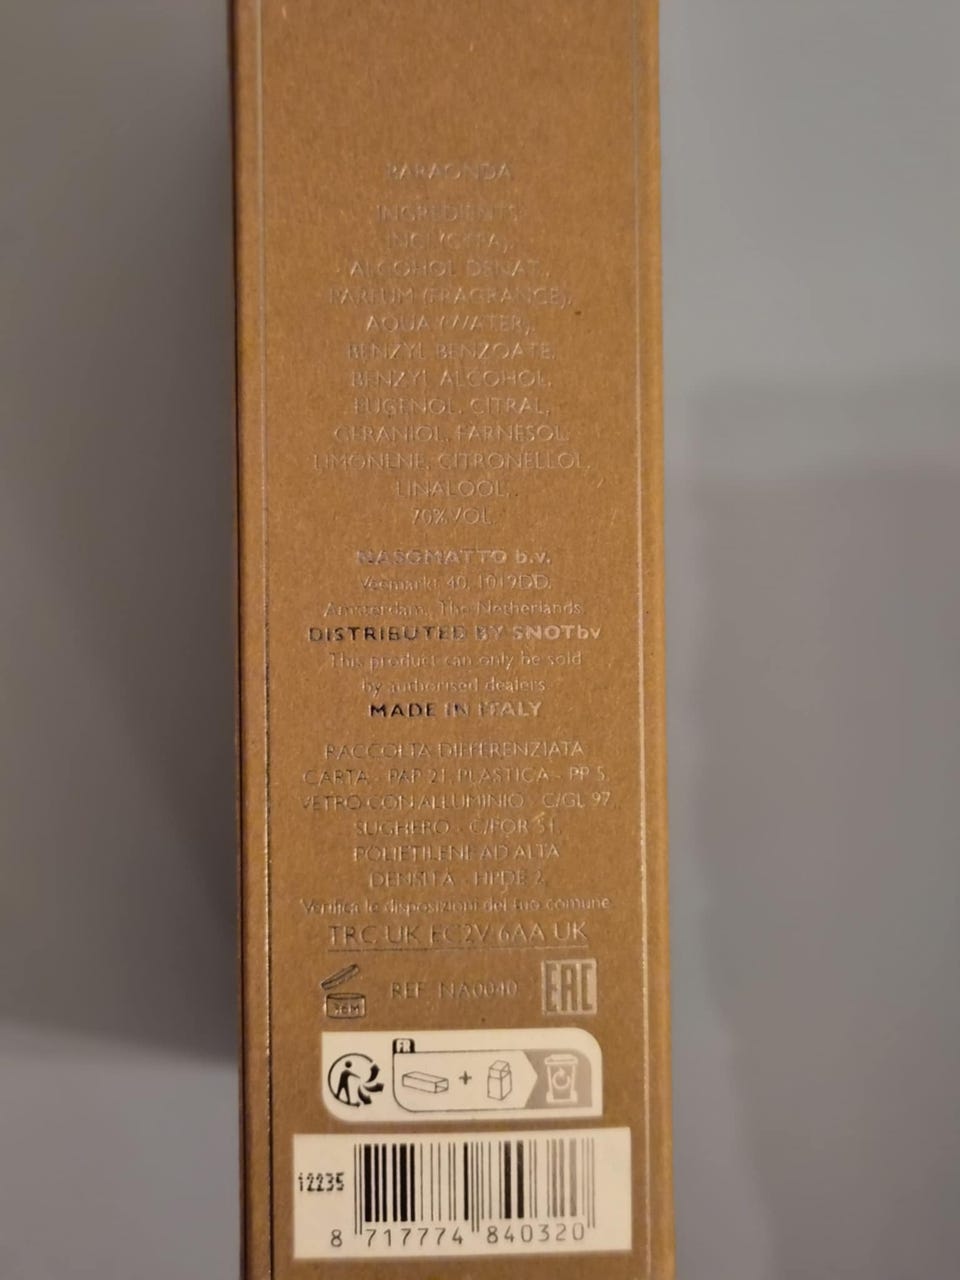 BARAONDA
INGREDIENTS
INCI (CTFA),
ALCOHOL DENAT.,
PARFUM (FRAGRANCE),
AQUA (WATER),
BENZYL BENZOATE,
BENZYL ALCOHOL,
EUGENOL, CITRAL,
GERANIOL, FARNESOL,
LIMONENE, CITRONELLOL,
LINALOOL,
70% VOL
NASOMATTO b.v.
Veemarkt 40, 1019DD,
Amsterdam, The Netherlands
DISTRIBUTED BY SNOTbv
This product can only be sold
by authorised dealers
MADE IN ITALY
RACCOLTA DIFFERENZIATA
CARTA - PAP 21, PLASTICA - PP 5,
VETRO CON ALLUMINIO - C/GL 97,
SUGHERO - C/FOR 51,
POLIETILENE AD ALTA
DENSITÀ - HPDE 2,
Verifica le disposizioni del tuo comune
TRC UK EC2V 6AA UK
REF NA0040 EAC
FR
+
12235
8 717774 840320